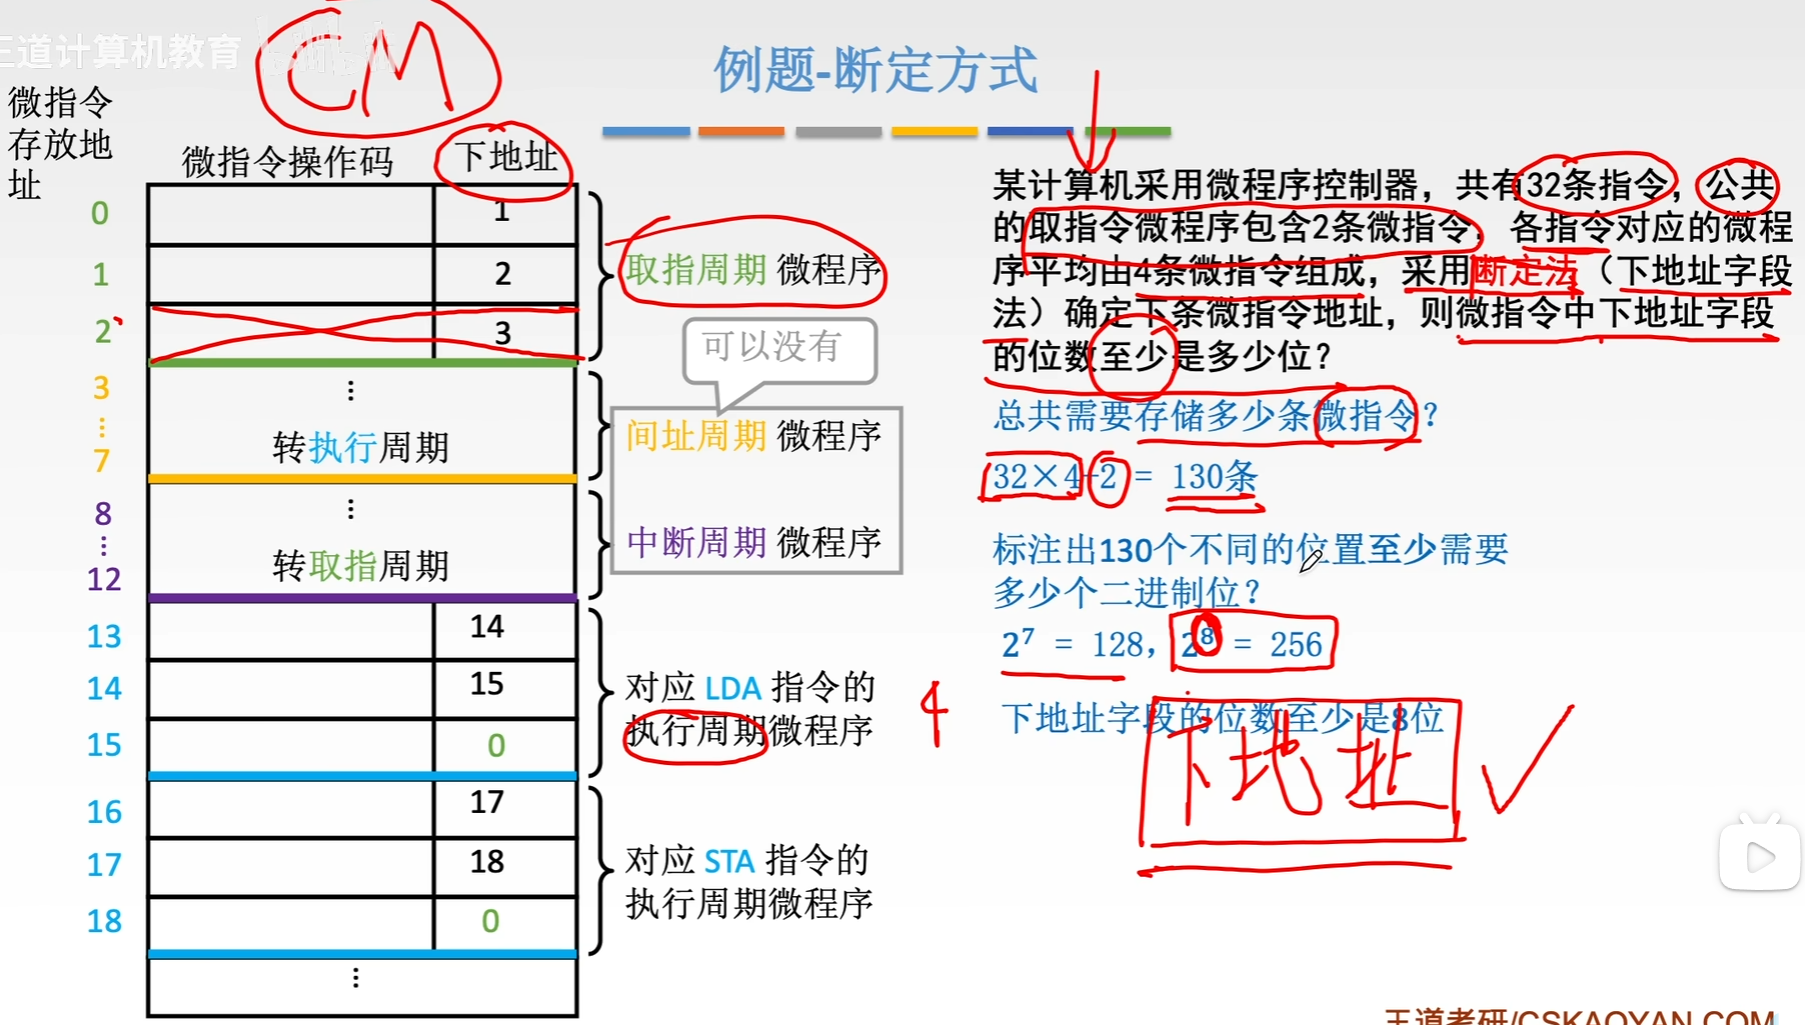 王道计算机教育
CM
例题-断定方式
微指令
存放地
址
微指令操作码
下地址
0
1
1
2
2
3
取指周期 微程序
可以没有
3
⋮
7
⋮
转执行周期
间址周期 微程序
8
⋮
12
⋮
转取指周期
中断周期 微程序
13
14
14
15
15
0
对应 LDA 指令的
执行周期微程序
4
16
17
17
18
18
0
对应 STA 指令的
执行周期微程序
⋮
某计算机采用微程序控制器，共有32条指令，公共
的取指令微程序包含2条微指令，各指令对应的微程
序平均由4条微指令组成，采用断定法（下地址字段
法）确定下条微指令地址，则微指令中下地址字段
的位数至少是多少位？
总共需要存储多少条微指令？
32×4+2 = 130条
标注出130个不同的位置至少需要
多少个二进制位？
2⁷ = 128，2⁸ = 256
下地址字段的位数至少是8位
下地址
王道考研/CSKAOYAN.COM